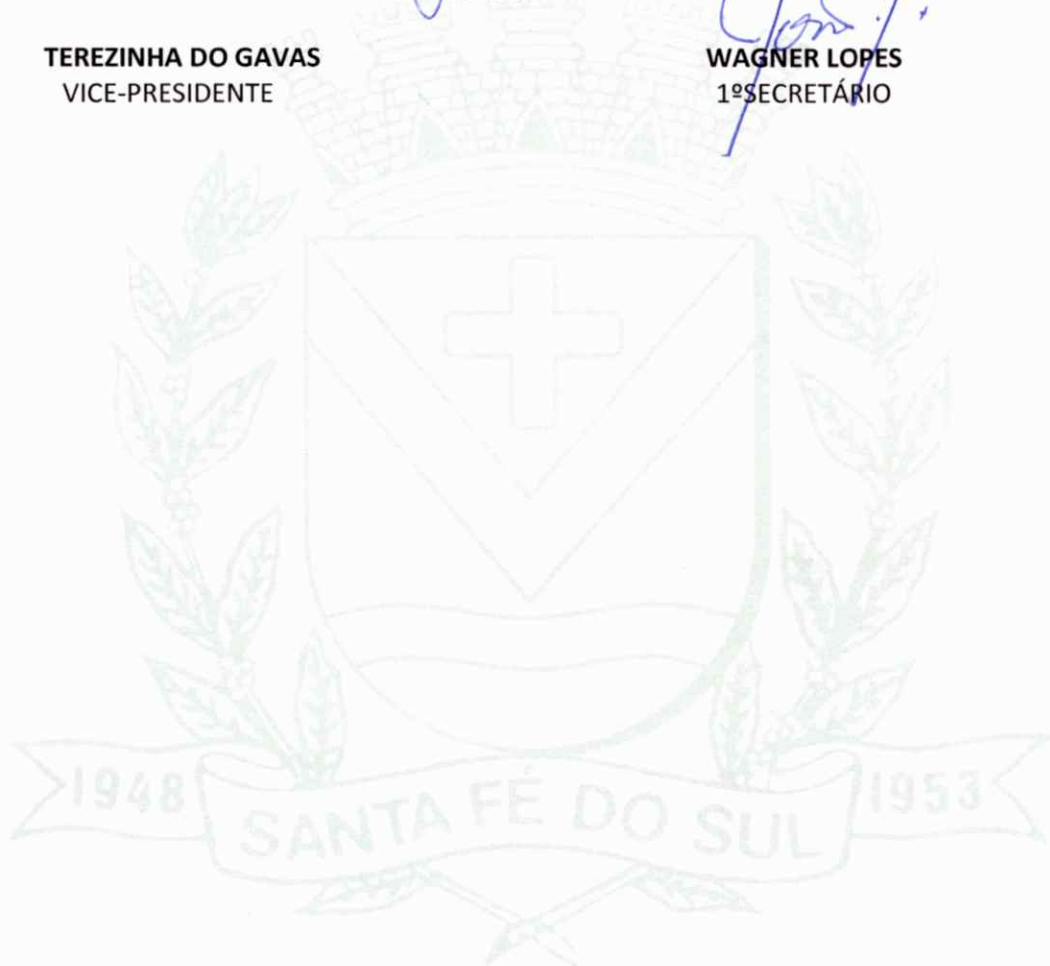 TEREZINHA DO GAVAS
VICE-PRESIDENTE
WAGNER LOPES
1ºSECRETÁRIO
1948
SANTA FÉ DO SUL
1953